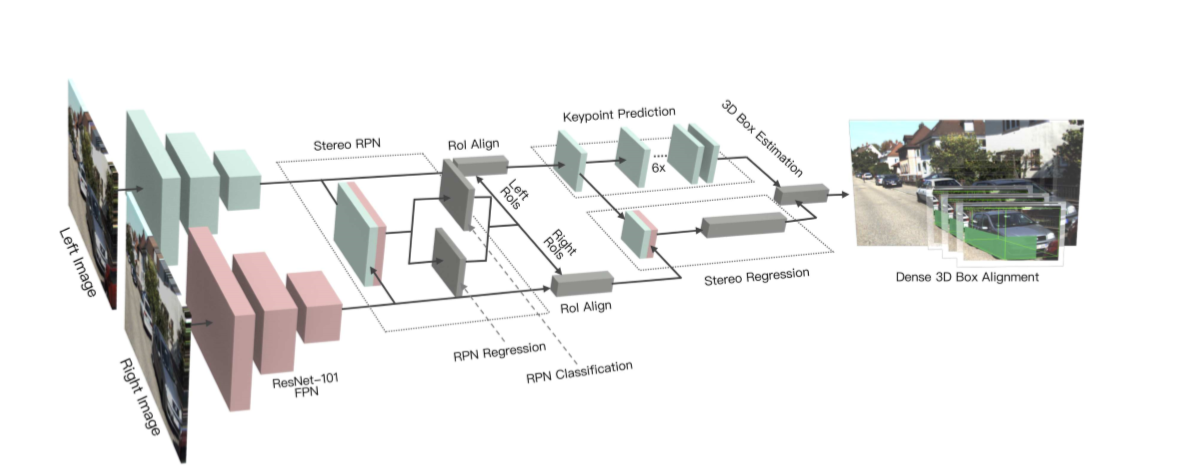 Left Image
Right Image
ResNet-101
FPN
Stereo RPN
RoI Align
Left
RoIs
Right
RoIs
RoI Align
RPN Regression
RPN Classification
Keypoint Prediction
6x
3D Box Estimation
Stereo Regression
Dense 3D Box Alignment